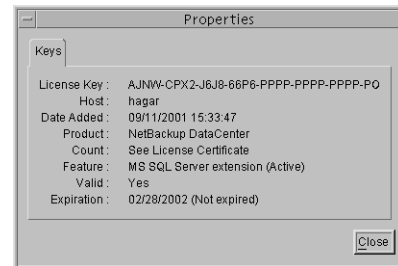 Properties
Keys
License Key : AJNW-CPX2-J6J8-66P6-PPPP-PPPP-PPPP-PO
Host : hagar
Date Added : 09/11/2001 15:33:47
Product : NetBackup DataCenter
Count : See License Certificate
Feature : MS SQL Server extension (Active)
Valid : Yes
Expiration : 02/28/2002 (Not expired)
Close